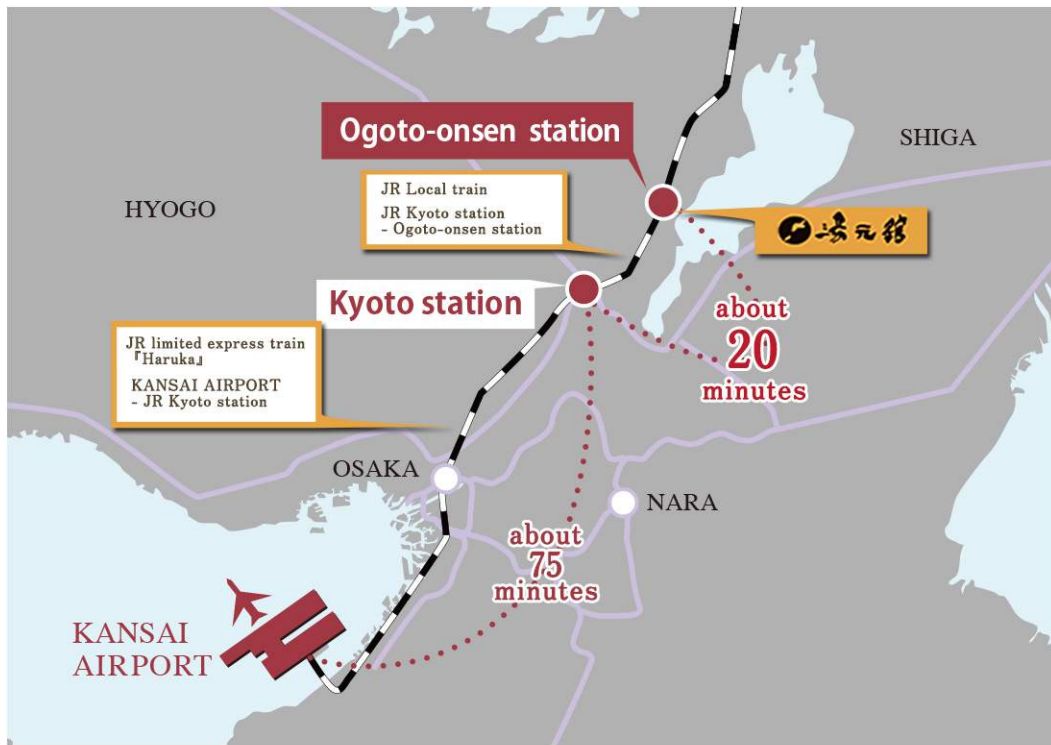 Ogoto-onsen station
SHIGA
JR Local train
JR Kyoto station
- Ogoto-onsen station
HYOGO
湯元舘
Kyoto station
about
20
minutes
JR limited express train
『Haruka』
KANSAI AIRPORT
- JR Kyoto station
OSAKA
NARA
about
75
minutes
KANSAI
AIRPORT